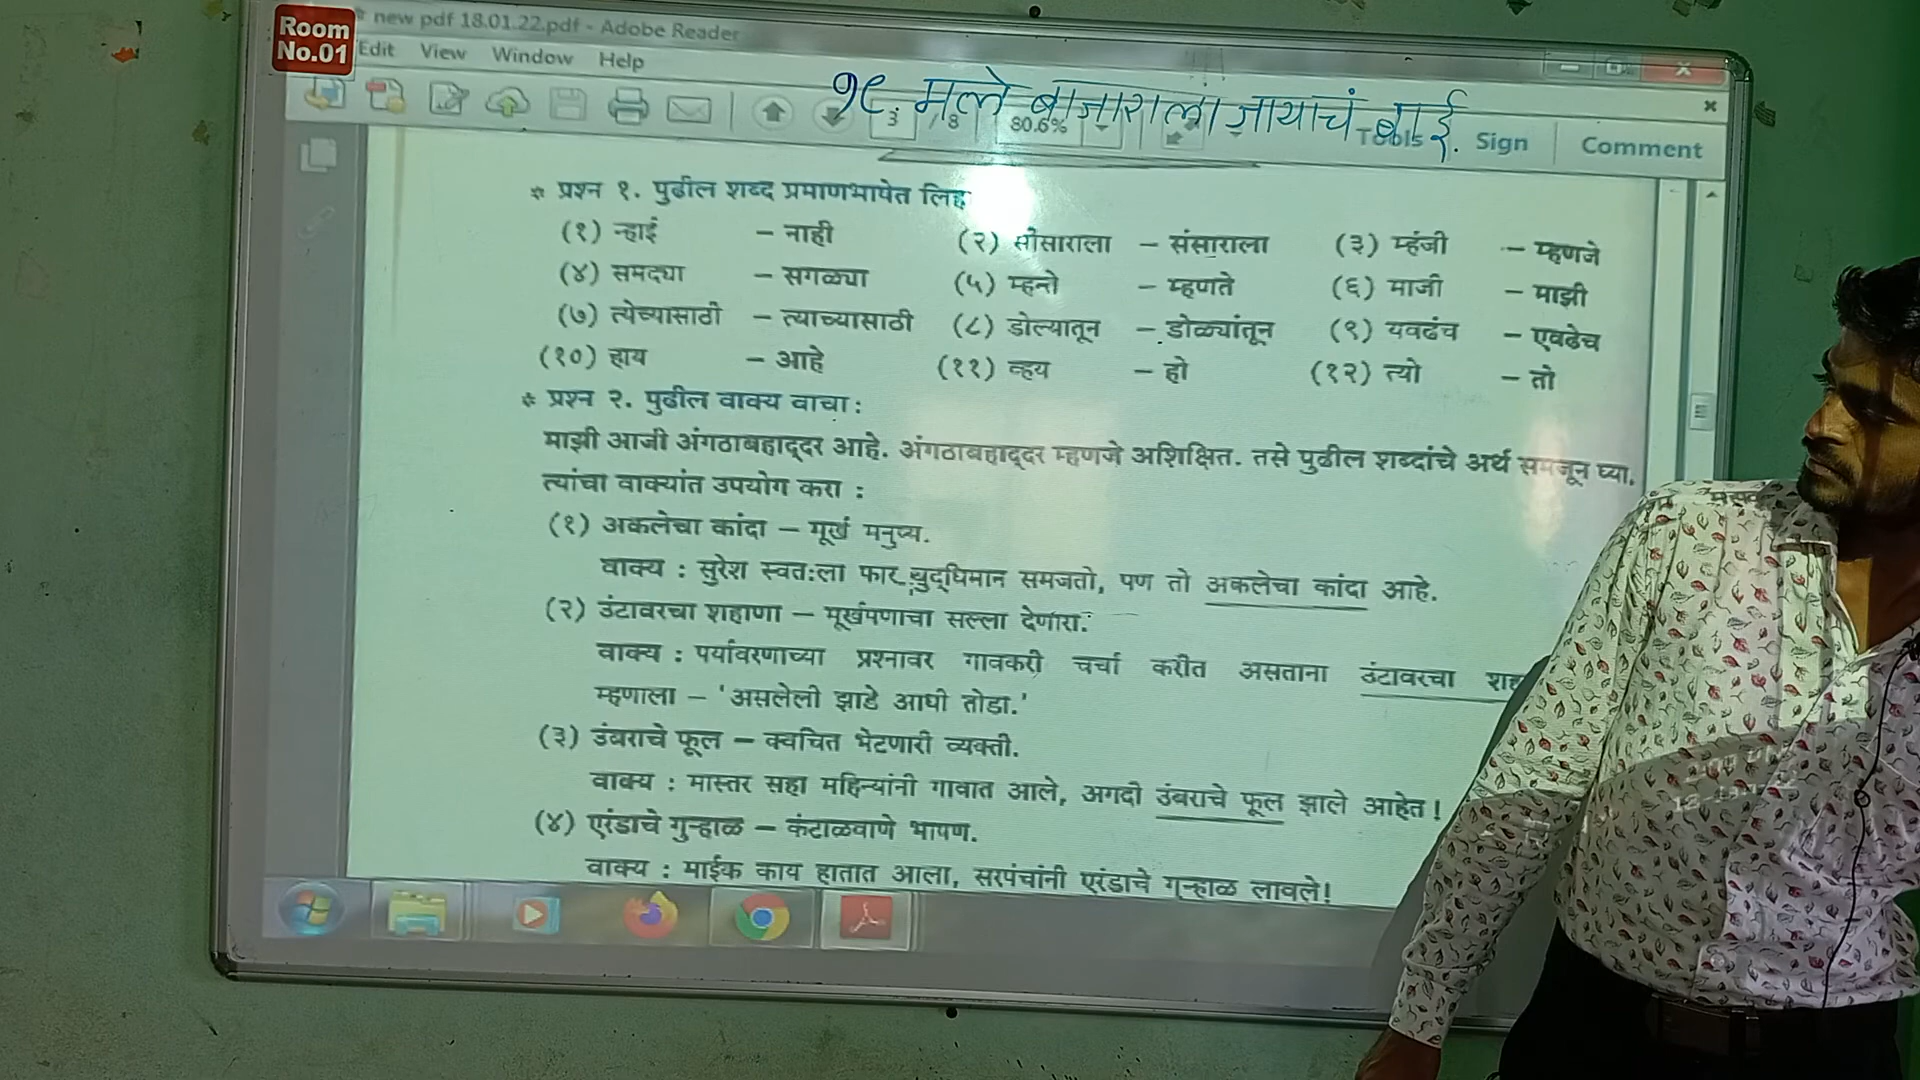 Room
No.01
new pdf 18.01.22.pdf - Adobe Reader
Edit View Window Help
१९. मले बाजाराला जायाचं बाई.
3 / 8 80.6% Tools Sign Comment
* प्रश्न १. पुढील शब्द प्रमाणभाषेत लिहा
(१) न्हाई – नाही (२) सौसाराला – संसाराला (३) म्हंजी – म्हणजे
(४) समद्या – सगळ्या (५) म्हन्ते – म्हणते (६) माजी – माझी
(७) त्येच्यासाठी – त्याच्यासाठी (८) डोल्यातून – डोळ्यांतून (९) यवढंच – एवढेच
(१०) हाय – आहे (११) व्हय – हो (१२) त्यो – तो
* प्रश्न २. पुढील वाक्य वाचा :
माझी आजी अंगठाबहाद्दर आहे. अंगठाबहाद्दर म्हणजे अशिक्षित. तसे पुढील शब्दांचे अर्थ समजून घ्या.
त्यांचा वाक्यांत उपयोग करा :
(१) अकलेचा कांदा – मूर्ख मनुष्य.
वाक्य : सुरेश स्वतःला फार बुद्धिमान समजतो, पण तो अकलेचा कांदा आहे.
(२) उंटावरचा शहाणा – मूर्खपणाचा सल्ला देणारा.
वाक्य : पर्यावरणाच्या प्रश्नावर गावकरी चर्चा करीत असताना उंटावरचा
म्हणाला – 'असलेली झाडे आधी तोडा.'
(३) उंबराचे फूल – क्वचित भेटणारी व्यक्ती.
वाक्य : मास्तर सहा महिन्यांनी गावात आले, अगदी उंबराचे फूल झाले आहेत !
(४) एरंडाचे गुऱ्हाळ – कंटाळवाणे भाषण.
वाक्य : माईक काय हातात आला, सरपंचांनी एरंडाचे गुऱ्हाळ लावले!